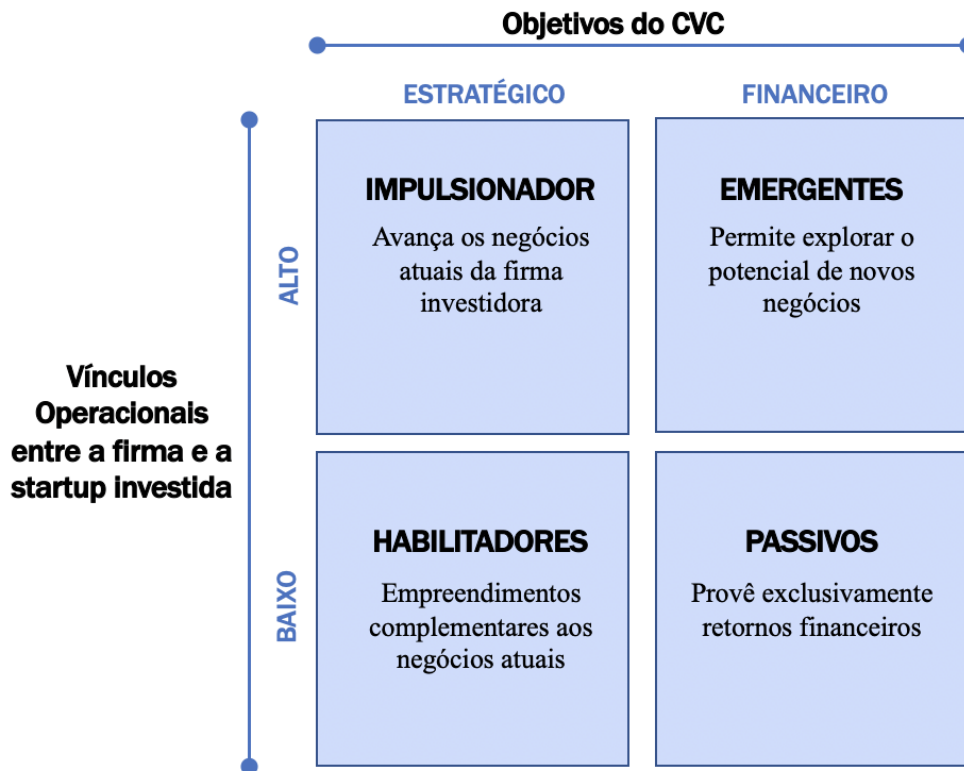 Objetivos do CVC
ESTRATÉGICO
FINANCEIRO
Vínculos
Operacionais
entre a firma e a
startup investida
ALTO
IMPULSIONADOR
Avança os negócios
atuais da firma
investidora
EMERGENTES
Permite explorar o
potencial de novos
negócios
BAIXO
HABILITADORES
Empreendimentos
complementares aos
negócios atuais
PASSIVOS
Provê exclusivamente
retornos financeiros